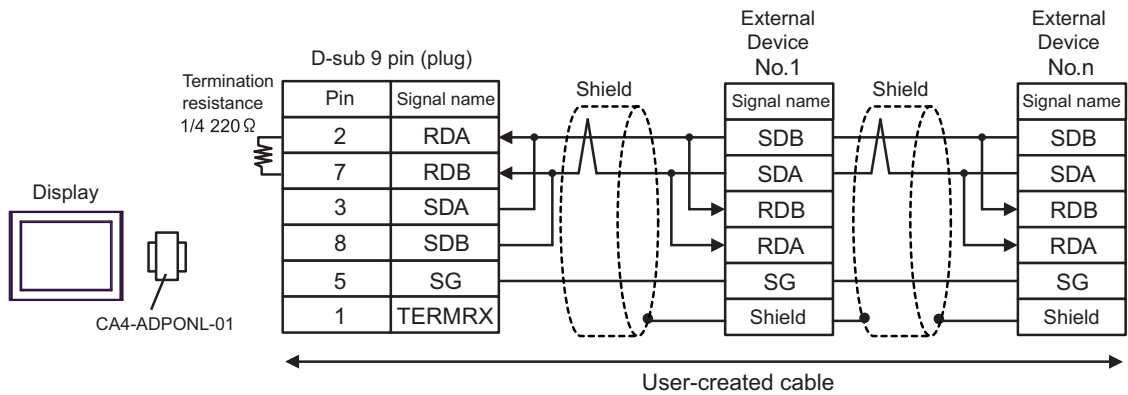 External
Device
No.1
External
Device
No.n
D-sub 9 pin (plug)
Termination
resistance
1/4 220Ω
Shield
Shield
Pin Signal name
2 RDA
7 RDB
3 SDA
8 SDB
5 SG
1 TERMRX
Signal name
SDB
SDA
RDB
RDA
SG
Shield
Signal name
SDB
SDA
RDB
RDA
SG
Shield
Display
CA4-ADPONL-01
User-created cable